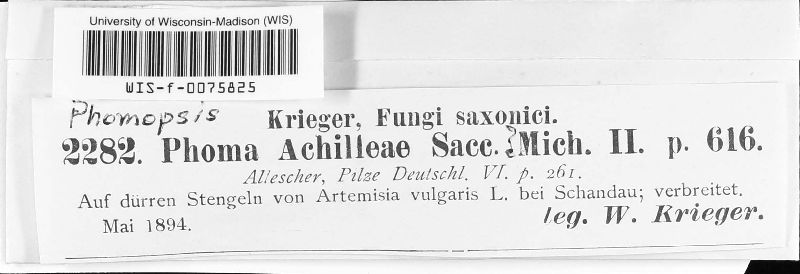 University of Wisconsin-Madison (WIS)
WIS-f-0075825
Phomopsis
Krieger, Fungi saxonici.
2282. Phoma Achilleae Sacc. Mich. II. p. 616.
Allescher, Pilze Deutschl. VI. p. 261.
Auf dürren Stengeln von Artemisia vulgaris L. bei Schandau; verbreitet.
Mai 1894.
leg. W. Krieger.